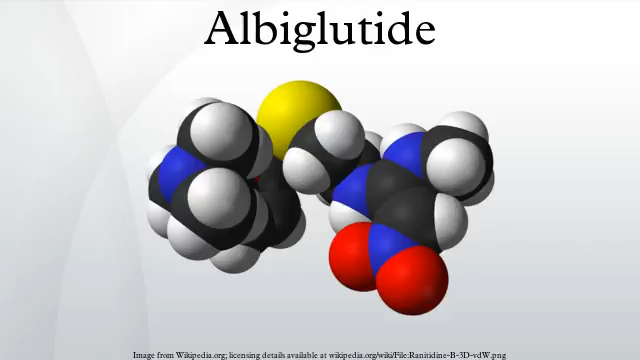 Albiglutide
Image from Wikipedia.org; licensing details available at wikipedia.org/wiki/File:Ranitidine-B-3D-vdW.png